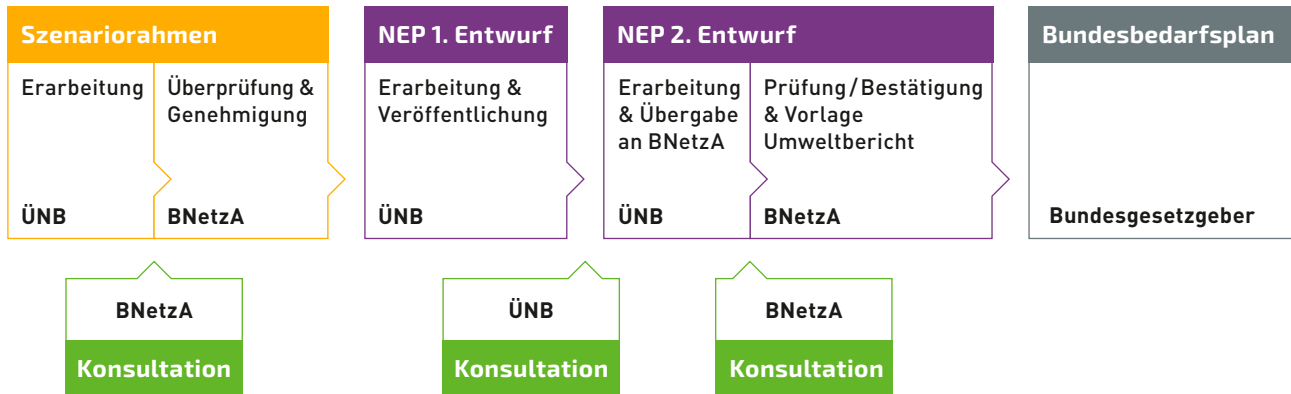 Szenariorahmen
Erarbeitung
ÜNB
Überprüfung &
Genehmigung
BNetzA
NEP 1. Entwurf
Erarbeitung &
Veröffentlichung
ÜNB
NEP 2. Entwurf
Erarbeitung
& Übergabe
an BNetzA
ÜNB
Prüfung/Bestätigung
& Vorlage
Umweltbericht
BNetzA
Bundesbedarfsplan
Bundesgesetzgeber
BNetzA
Konsultation
ÜNB
Konsultation
BNetzA
Konsultation